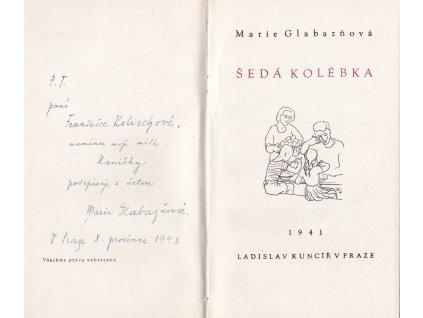 P. T.
paní
Františce Kolischové,
mamince mojí milé
Haničky
podepisuji s úctou
Marie Glabazňová.
V Praze 8. prosince 1943
Všechna práva vyhrazena
Marie Glabazňová
ŠEDÁ KOLÉBKA
1941
LADISLAV KUNCÍŘ V PRAZE